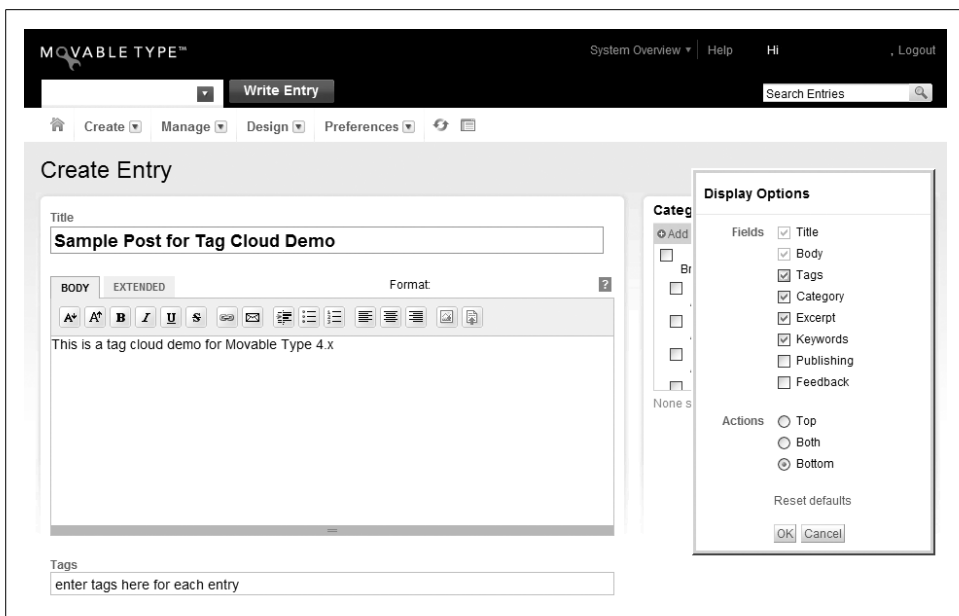 MOVABLE TYPE™
System Overview Help Hi , Logout
Write Entry
Search Entries
Create Manage Design Preferences
Create Entry
Title
Sample Post for Tag Cloud Demo
BODY EXTENDED Format: ?
B I U S
This is a tag cloud demo for Movable Type 4.x
Tags
enter tags here for each entry
Categ
Add
Br
None s
Display Options
Fields Title
Body
Tags
Category
Excerpt
Keywords
Publishing
Feedback
Actions Top
Both
Bottom
Reset defaults
OK Cancel